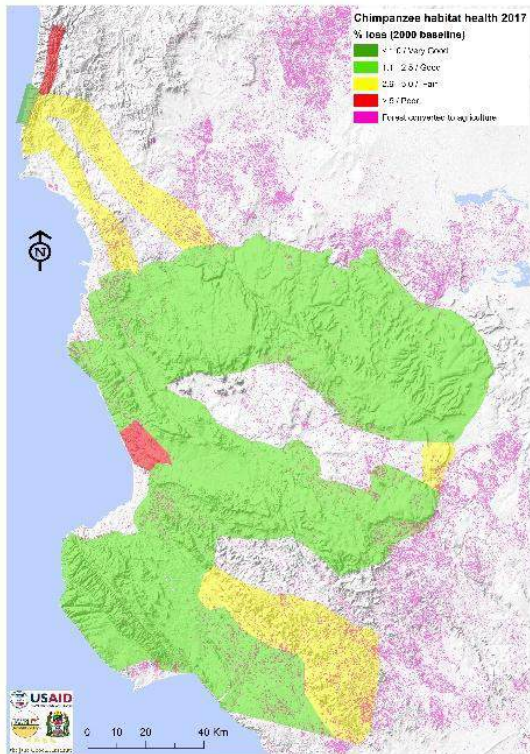 Chimpanzee habitat health 2017
% loss (2000 baseline)
/ Very Good
/ Good
> 5 / Poor
Forest converted to agriculture
N
USAID
0 10 20 40 Km